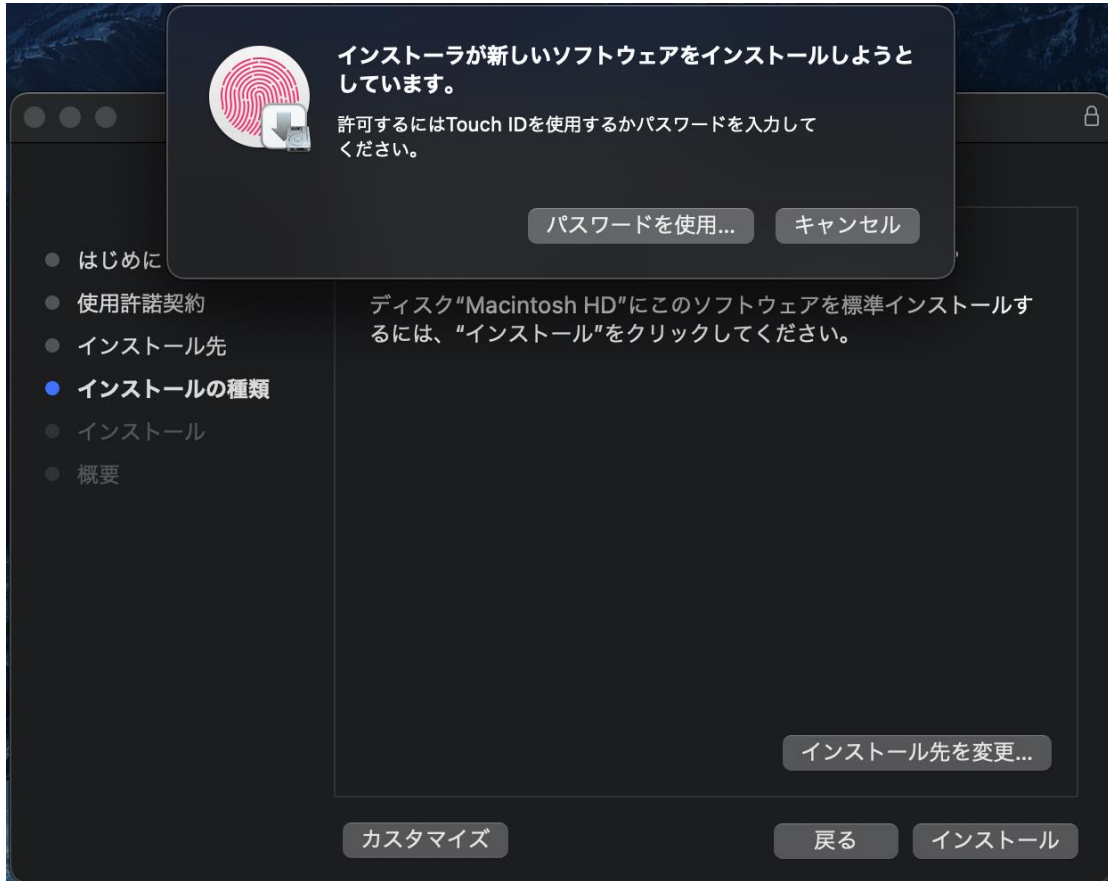 インストーラが新しいソフトウェアをインストールしようと
しています。
許可するにはTouch IDを使用するかパスワードを入力して
ください。
パスワードを使用...
キャンセル
はじめに
使用許諾契約
インストール先
インストールの種類
インストール
概要
ディスク“Macintosh HD”にこのソフトウェアを標準インストールす
るには、“インストール”をクリックしてください。
インストール先を変更...
カスタマイズ
戻る
インストール